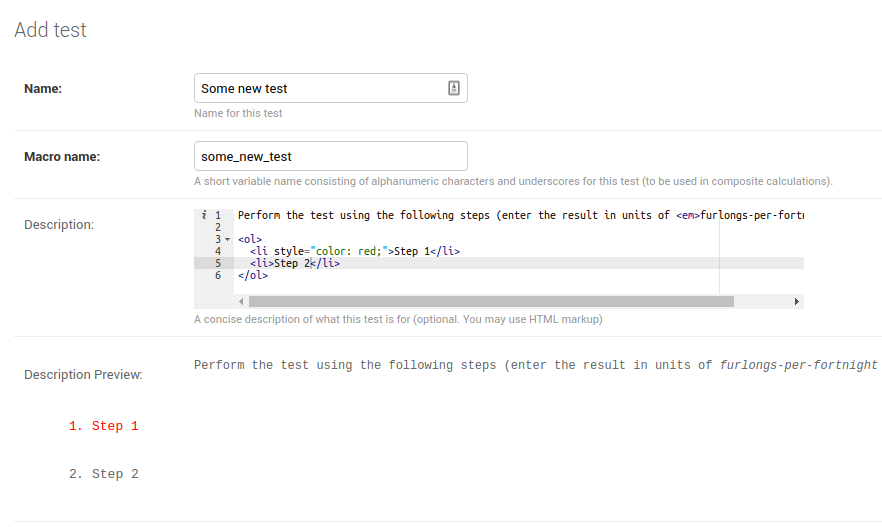 Add test
Name:
Some new test
Name for this test
Macro name:
some_new_test
A short variable name consisting of alphanumeric characters and underscores for this test (to be used in composite calculations).
Description:
i 1 Perform the test using the following steps (enter the result in units of <em>furlongs-per-fort
2
3 <ol>
4 <li style="color: red;">Step 1</li>
5 <li>Step 2</li>
6 </ol>
A concise description of what this test is for (optional. You may use HTML markup)
Description Preview:
Perform the test using the following steps (enter the result in units of furlongs-per-fortnight
1. Step 1
2. Step 2